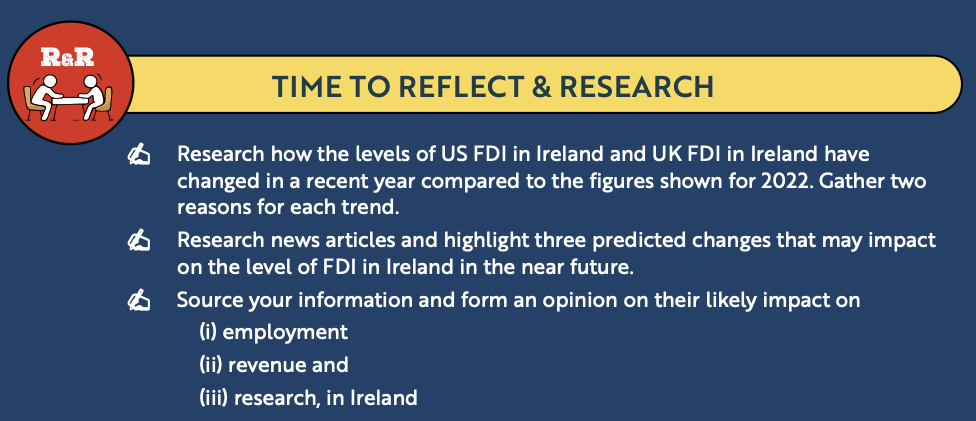 R&R
TIME TO REFLECT & RESEARCH
Research how the levels of US FDI in Ireland and UK FDI in Ireland have
changed in a recent year compared to the figures shown for 2022. Gather two
reasons for each trend.
Research news articles and highlight three predicted changes that may impact
on the level of FDI in Ireland in the near future.
Source your information and form an opinion on their likely impact on
(i) employment
(ii) revenue and
(iii) research, in Ireland